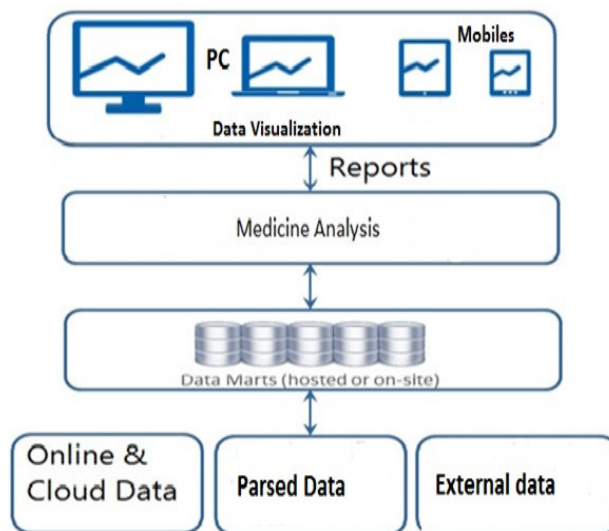 PC
Mobiles
Data Visualization
Reports
Medicine Analysis
Data Marts (hosted or on-site)
Online &
Cloud Data
Parsed Data
External data